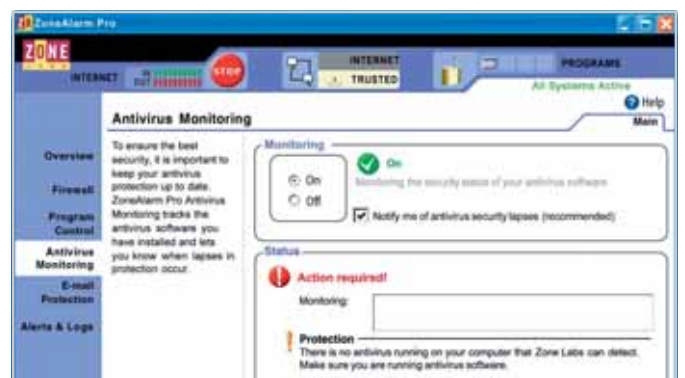 ZoneAlarm Pro
ZONE
LABS
INTERNET
IN
OUT
STOP
INTERNET
TRUSTED
PROGRAMS
All Systems Active
Help
Main
Antivirus Monitoring
Overview
Firewall
Program
Control
Antivirus
Monitoring
E-mail
Protection
Alerts & Logs
To ensure the best
security, it is important to
keep your antivirus
protection up to date.
ZoneAlarm Pro Antivirus
Monitoring tracks the
antivirus software you
have installed and lets
you know when lapses in
protection occur.
Monitoring
On
Off
On
Monitoring the security status of your antivirus software.
Notify me of antivirus security lapses (recommended)
Status
Action required!
Monitoring:
Protection
There is no antivirus running on your computer that Zone Labs can detect.
Make sure you are running antivirus software.